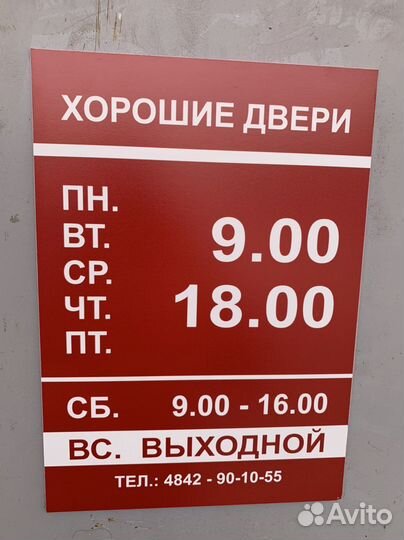 ХОРОШИЕ ДВЕРИ
ПН.
ВТ.
СР.
ЧТ.
ПТ.
9.00
18.00
СБ. 9.00 - 16.00
ВС. ВЫХОДНОЙ
ТЕЛ.: 4842 - 90-10-55
Avito